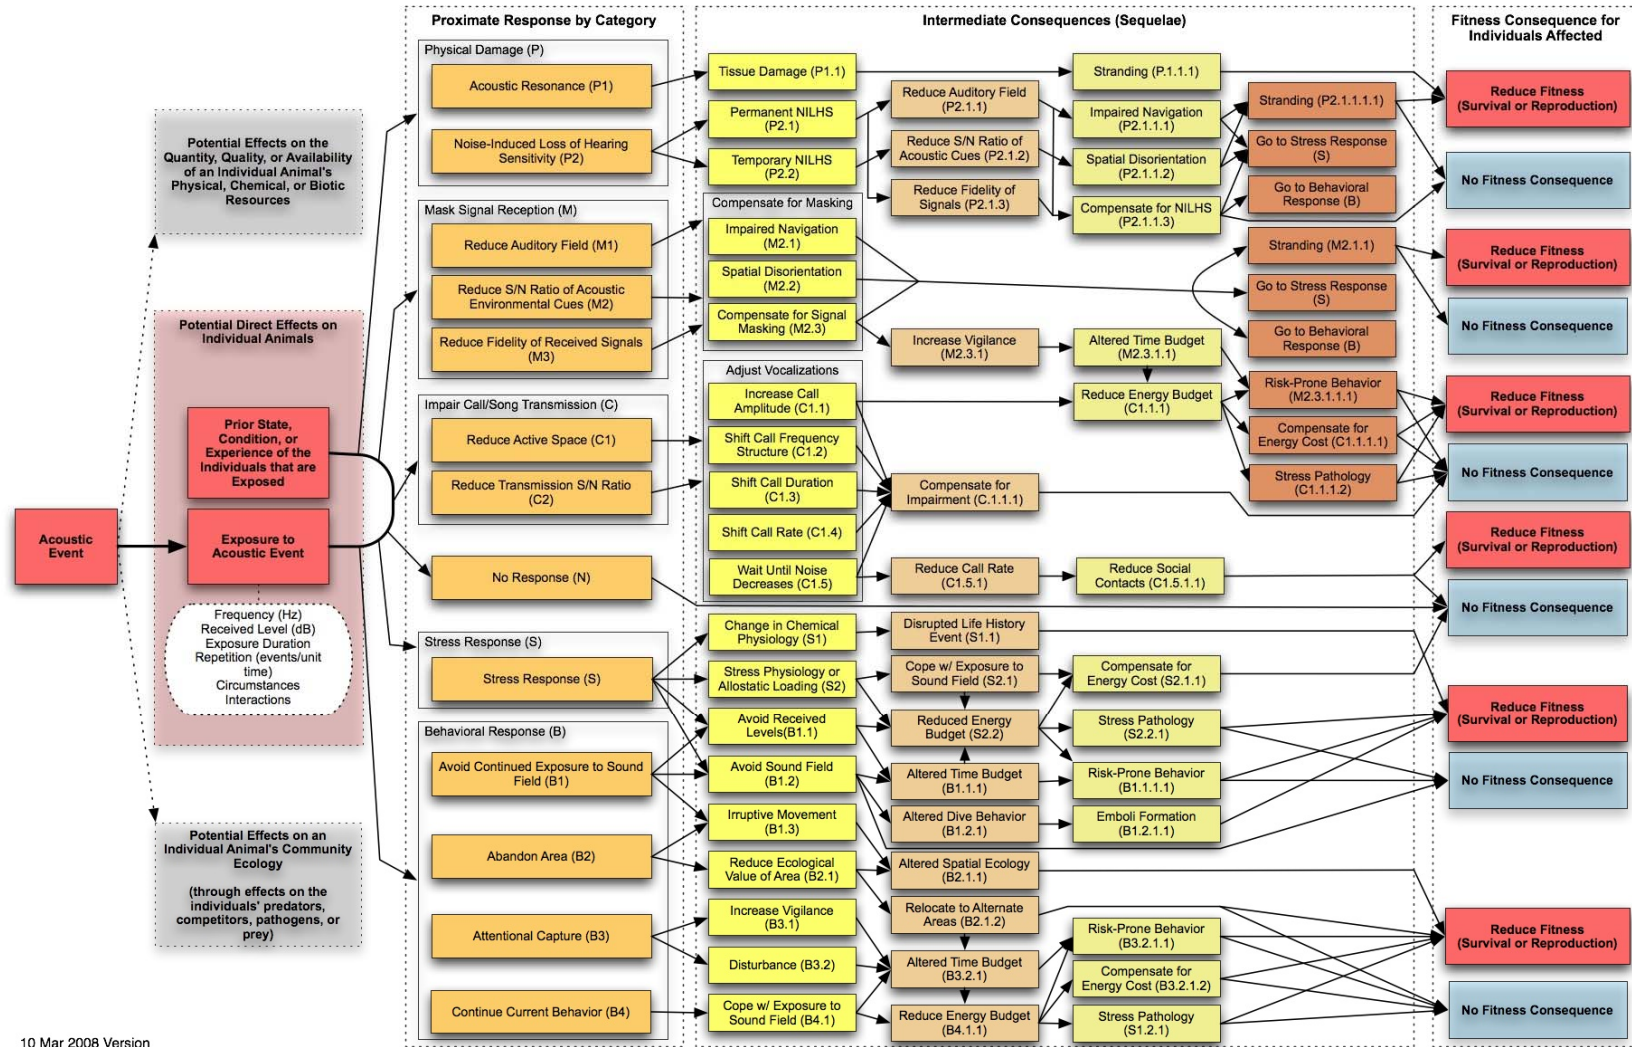 Proximate Response by Category
Intermediate Consequences (Sequelae)
Fitness Consequence for
Individuals Affected
Potential Effects on the
Quantity, Quality, or Availability
of an Individual Animal's
Physical, Chemical, or Biotic
Resources
Potential Direct Effects on
Individual Animals
Prior State,
Condition, or
Experience of the
Individuals that are
Exposed
Acoustic
Event
Exposure to
Acoustic Event
Frequency (Hz)
Received Level (dB)
Exposure Duration
Repetition (events/unit
time)
Circumstances
Interactions
Potential Effects on an
Individual Animal's Community
Ecology
(through effects on the
individuals' predators,
competitors, pathogens, or
prey)
10 Mar 2008 Version
Physical Damage (P)
Acoustic Resonance (P1)
Noise-Induced Loss of Hearing
Sensitivity (P2)
Mask Signal Reception (M)
Reduce Auditory Field (M1)
Reduce S/N Ratio of Acoustic
Environmental Cues (M2)
Reduce Fidelity of Received Signals
(M3)
Impair Call/Song Transmission (C)
Reduce Active Space (C1)
Reduce Transmission S/N Ratio
(C2)
No Response (N)
Stress Response (S)
Stress Response (S)
Behavioral Response (B)
Avoid Continued Exposure to Sound
Field (B1)
Abandon Area (B2)
Attentional Capture (B3)
Continue Current Behavior (B4)
Tissue Damage (P1.1)
Permanent NILHS
(P2.1)
Temporary NILHS
(P2.2)
Compensate for Masking
Impaired Navigation
(M2.1)
Spatial Disorientation
(M2.2)
Compensate for Signal
Masking (M2.3)
Adjust Vocalizations
Increase Call
Amplitude (C1.1)
Shift Call Frequency
Structure (C1.2)
Shift Call Duration
(C1.3)
Shift Call Rate (C1.4)
Wait Until Noise
Decreases (C1.5)
Change in Chemical
Physiology (S1)
Stress Physiology or
Allostatic Loading (S2)
Avoid Received
Levels(B1.1)
Avoid Sound Field
(B1.2)
Irruptive Movement
(B1.3)
Reduce Ecological
Value of Area (B2.1)
Increase Vigilance
(B3.1)
Disturbance (B3.2)
Cope w/ Exposure to
Sound Field (B4.1)
Reduce Auditory Field
(P2.1.1)
Reduce S/N Ratio of
Acoustic Cues (P2.1.2)
Reduce Fidelity of
Signals (P2.1.3)
Increase Vigilance
(M2.3.1)
Compensate for
Impairment (C.1.1.1)
Reduce Call Rate
(C1.5.1)
Disrupted Life History
Event (S1.1)
Cope w/ Exposure to
Sound Field (S2.1)
Reduced Energy
Budget (S2.2)
Altered Time Budget
(B1.1.1)
Altered Dive Behavior
(B1.2.1)
Altered Spatial Ecology
(B2.1.1)
Relocate to Alternate
Areas (B2.1.2)
Altered Time Budget
(B3.2.1)
Reduce Energy Budget
(B4.1.1)
Stranding (P.1.1.1)
Impaired Navigation
(P2.1.1.1)
Spatial Disorientation
(P2.1.1.2)
Compensate for NILHS
(P2.1.1.3)
Altered Time Budget
(M2.3.1.1)
Reduce Energy Budget
(C1.1.1)
Reduce Social
Contacts (C1.5.1.1)
Compensate for
Energy Cost (S2.1.1)
Stress Pathology
(S2.2.1)
Risk-Prone Behavior
(B1.1.1.1)
Emboli Formation
(B1.2.1.1)
Risk-Prone Behavior
(B3.2.1.1)
Compensate for
Energy Cost (B3.2.1.2)
Stress Pathology
(S1.2.1)
Stranding (P2.1.1.1.1)
Go to Stress Response
(S)
Go to Behavioral
Response (B)
Stranding (M2.1.1)
Go to Stress Response
(S)
Go to Behavioral
Response (B)
Risk-Prone Behavior
(M2.3.1.1.1)
Compensate for
Energy Cost (C1.1.1.1)
Stress Pathology
(C1.1.1.2)
Reduce Fitness
(Survival or Reproduction)
No Fitness Consequence
Reduce Fitness
(Survival or Reproduction)
No Fitness Consequence
Reduce Fitness
(Survival or Reproduction)
No Fitness Consequence
Reduce Fitness
(Survival or Reproduction)
No Fitness Consequence
Reduce Fitness
(Survival or Reproduction)
No Fitness Consequence
Reduce Fitness
(Survival or Reproduction)
No Fitness Consequence